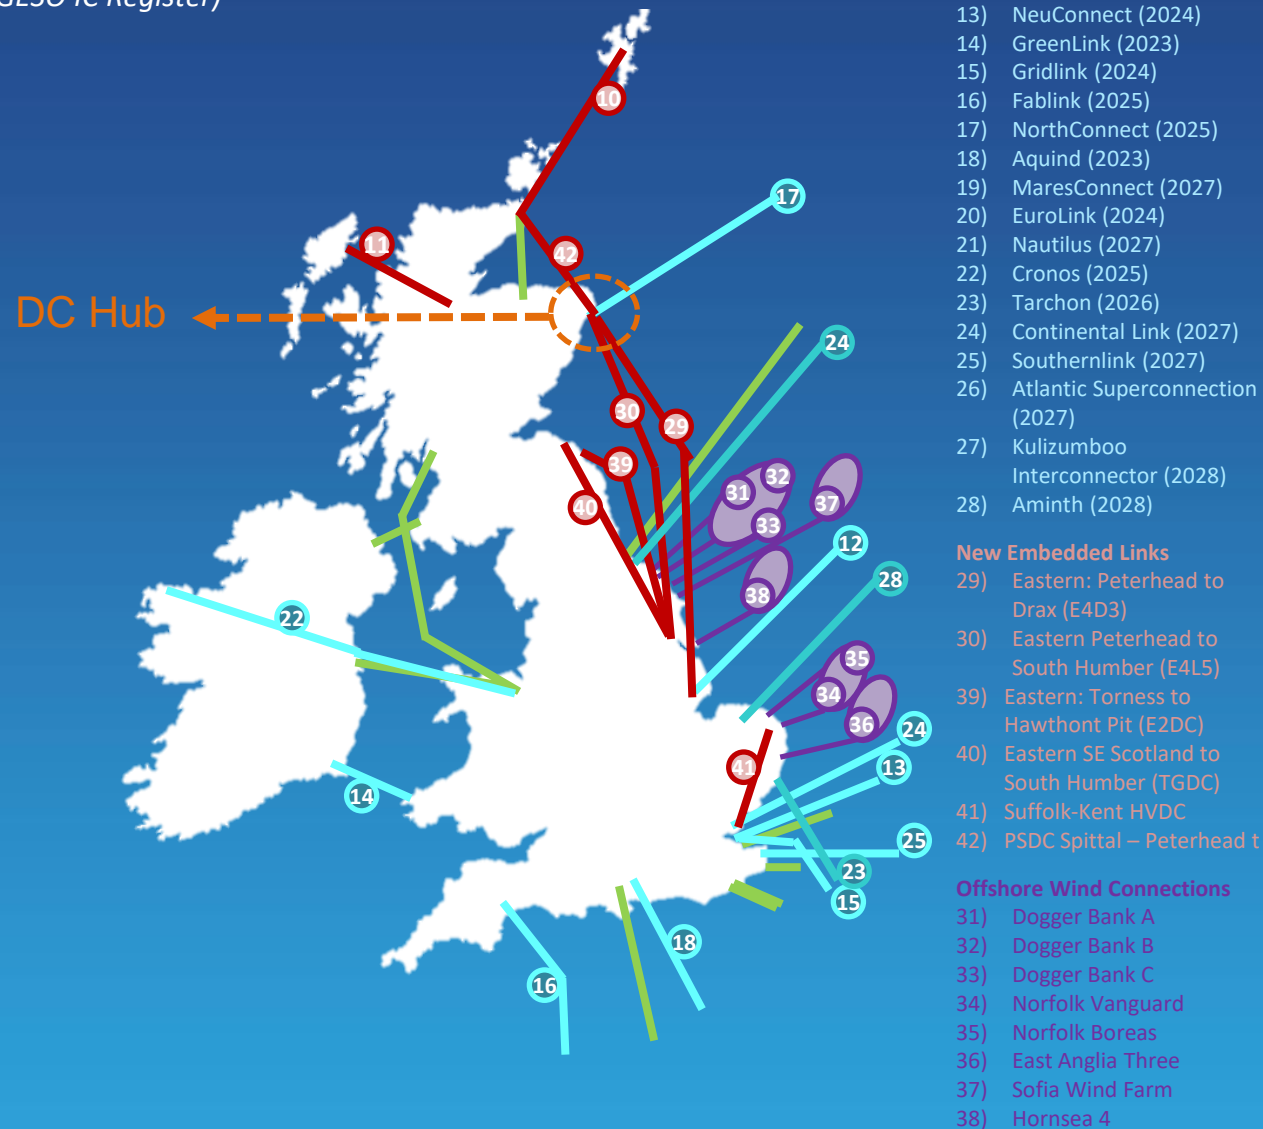 GESO IC Register)
13) NeuConnect (2024)
14) GreenLink (2023)
15) Gridlink (2024)
16) Fablink (2025)
17) NorthConnect (2025)
18) Aquind (2023)
19) MaresConnect (2027)
20) EuroLink (2024)
21) Nautilus (2027)
22) Cronos (2025)
23) Tarchon (2026)
24) Continental Link (2027)
25) Southernlink (2027)
26) Atlantic Superconnection
(2027)
27) Kulizumboo
Interconnector (2028)
28) Aminth (2028)
New Embedded Links
29) Eastern: Peterhead to
Drax (E4D3)
30) Eastern Peterhead to
South Humber (E4L5)
39) Eastern: Torness to
Hawthont Pit (E2DC)
40) Eastern SE Scotland to
South Humber (TGDC)
41) Suffolk-Kent HVDC
42) PSDC Spittal – Peterhead t
Offshore Wind Connections
31) Dogger Bank A
32) Dogger Bank B
33) Dogger Bank C
34) Norfolk Vanguard
35) Norfolk Boreas
36) East Anglia Three
37) Sofia Wind Farm
38) Hornsea 4
DC Hub
10
17
11
42
24
30
29
39
40
31
32
33
37
12
38
28
22
35
34
36
24
13
41
14
25
23
15
18
16